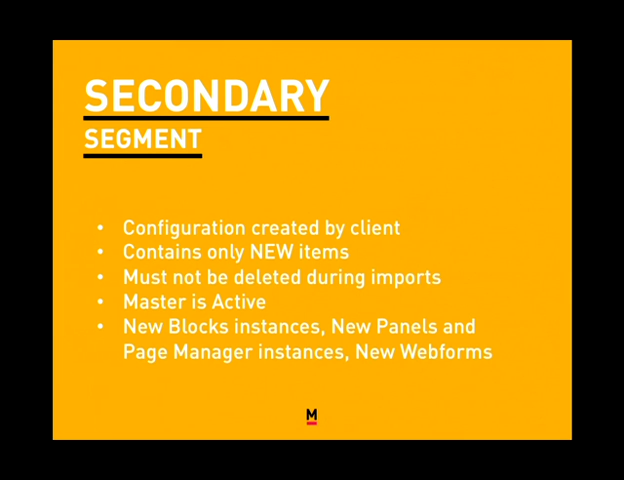 SECONDARY
SEGMENT
• Configuration created by client
• Contains only NEW items
• Must not be deleted during imports
• Master is Active
• New Blocks instances, New Panels and
Page Manager instances, New Webforms
M